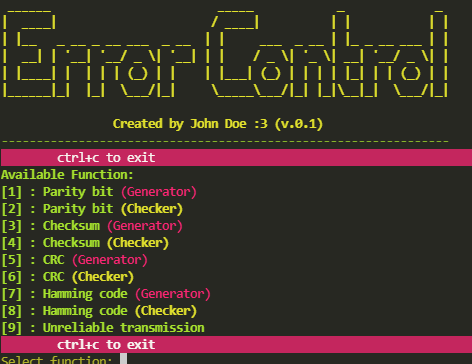 Error Control
Created by John Doe :3 (v.0.1)
ctrl+c to exit
Available Function:
[1] : Parity bit (Generator)
[2] : Parity bit (Checker)
[3] : Checksum (Generator)
[4] : Checksum (Checker)
[5] : CRC (Generator)
[6] : CRC (Checker)
[7] : Hamming code (Generator)
[8] : Hamming code (Checker)
[9] : Unreliable transmission
ctrl+c to exit
Select function: